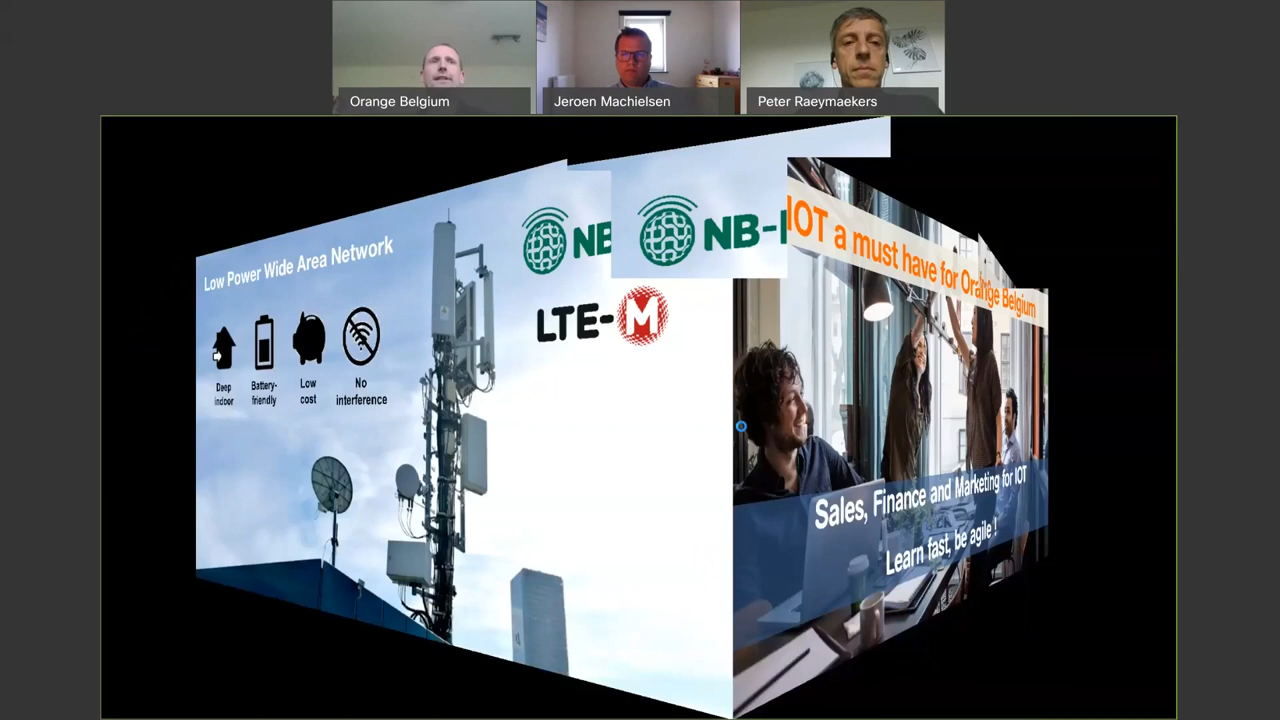 Orange Belgium
Jeroen Machielsen
Peter Raeymaekers
Low Power Wide Area Network
Deep
indoor
Battery-
friendly
Low
cost
No
interference
NB
NB-I
LTE-M
IOT a must have for Orange Belgium
Sales, Finance and Marketing for IOT
Learn fast, be agile !